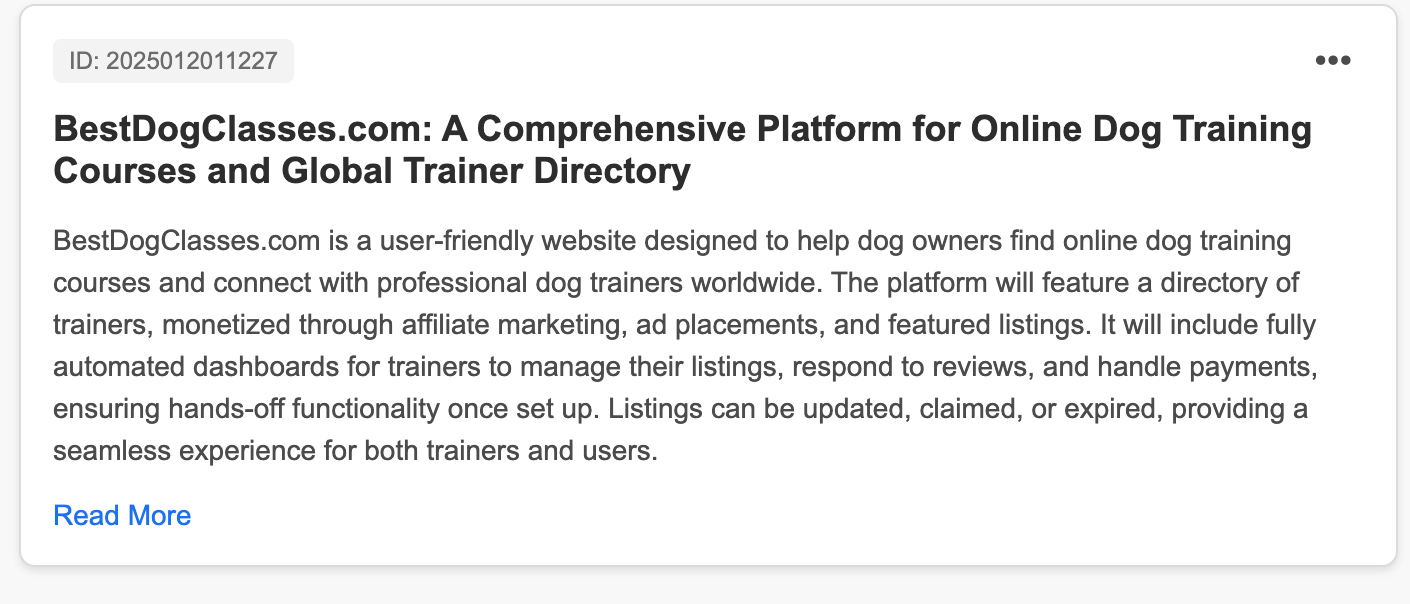 ID: 2025012011227
BestDogClasses.com: A Comprehensive Platform for Online Dog Training
Courses and Global Trainer Directory
BestDogClasses.com is a user-friendly website designed to help dog owners find online dog training
courses and connect with professional dog trainers worldwide. The platform will feature a directory of
trainers, monetized through affiliate marketing, ad placements, and featured listings. It will include fully
automated dashboards for trainers to manage their listings, respond to reviews, and handle payments,
ensuring hands-off functionality once set up. Listings can be updated, claimed, or expired, providing a
seamless experience for both trainers and users.
Read More